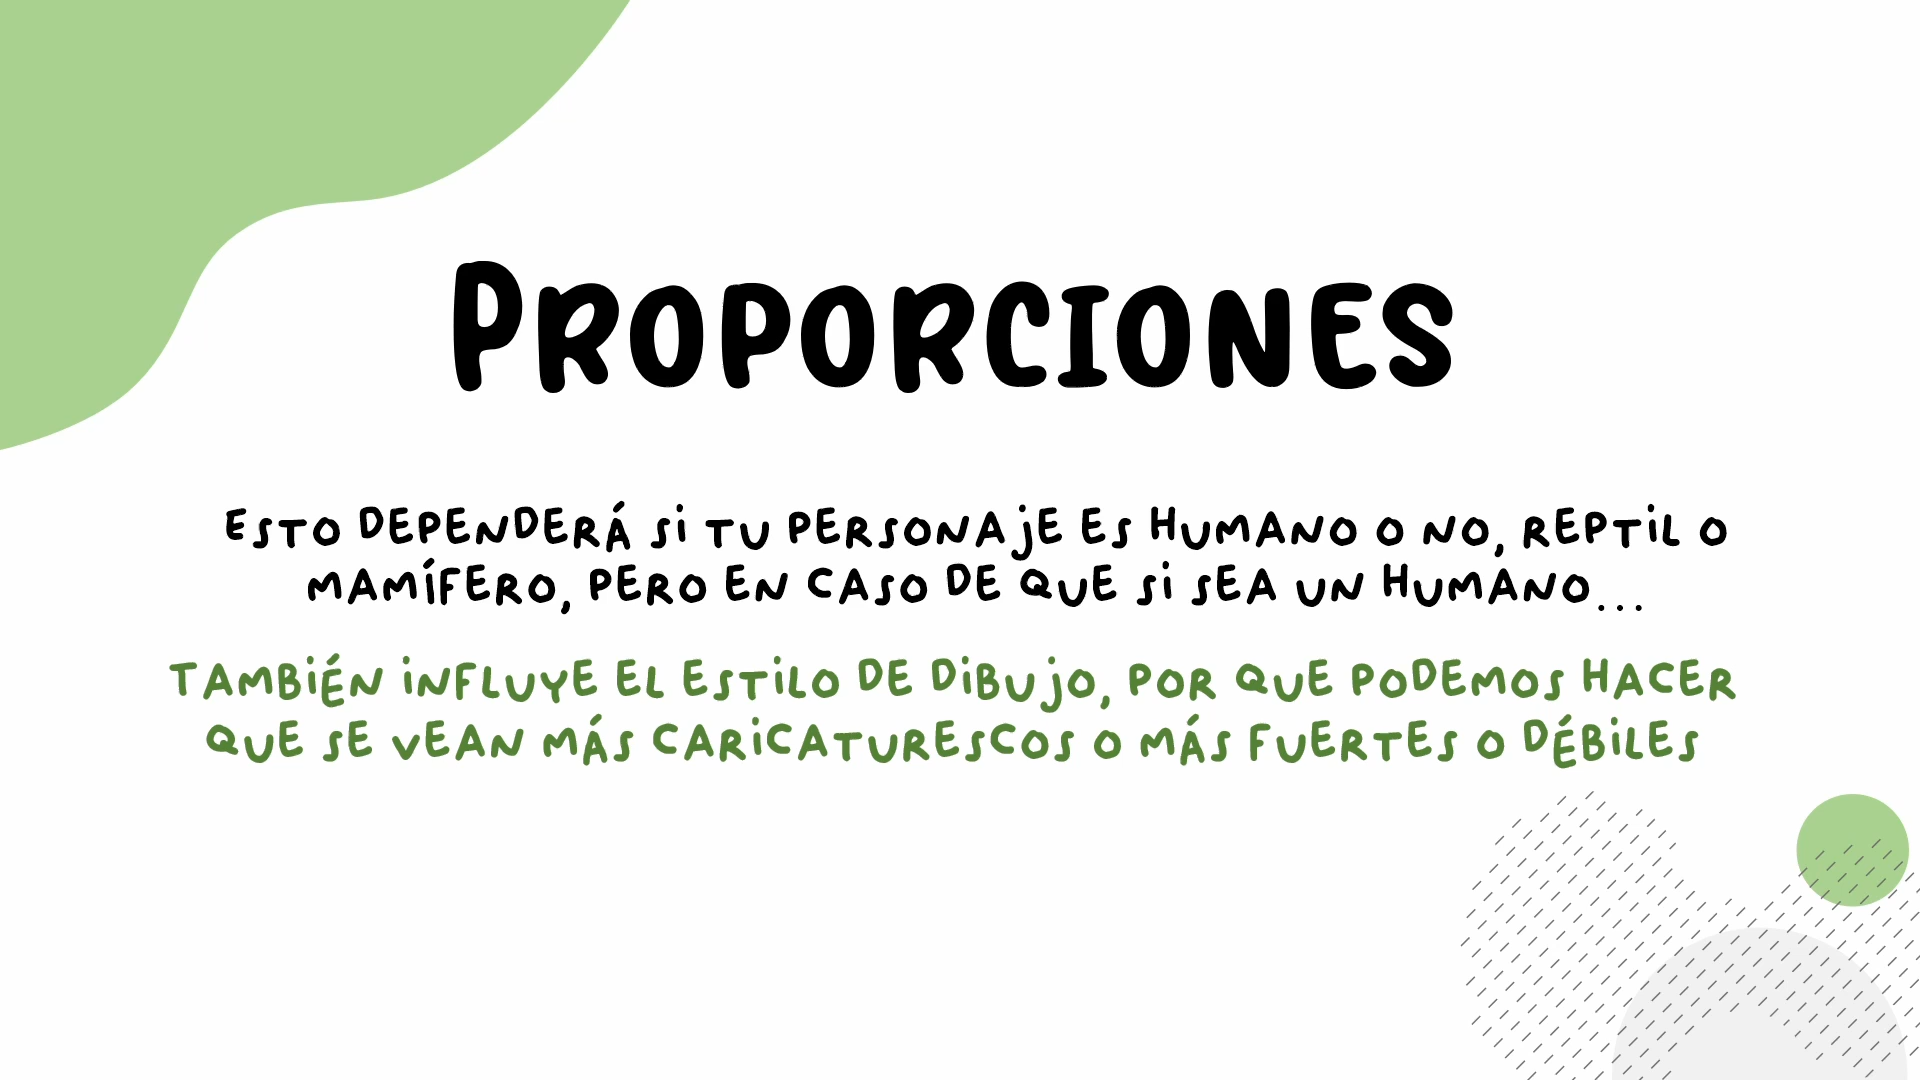 Proporciones
Esto dependerá si tu personaje es humano o no, reptil o
mamífero, pero en caso de que si sea un humano...
También influye el estilo de dibujo, por que podemos hacer
que se vean más caricaturescos o más fuertes o débiles